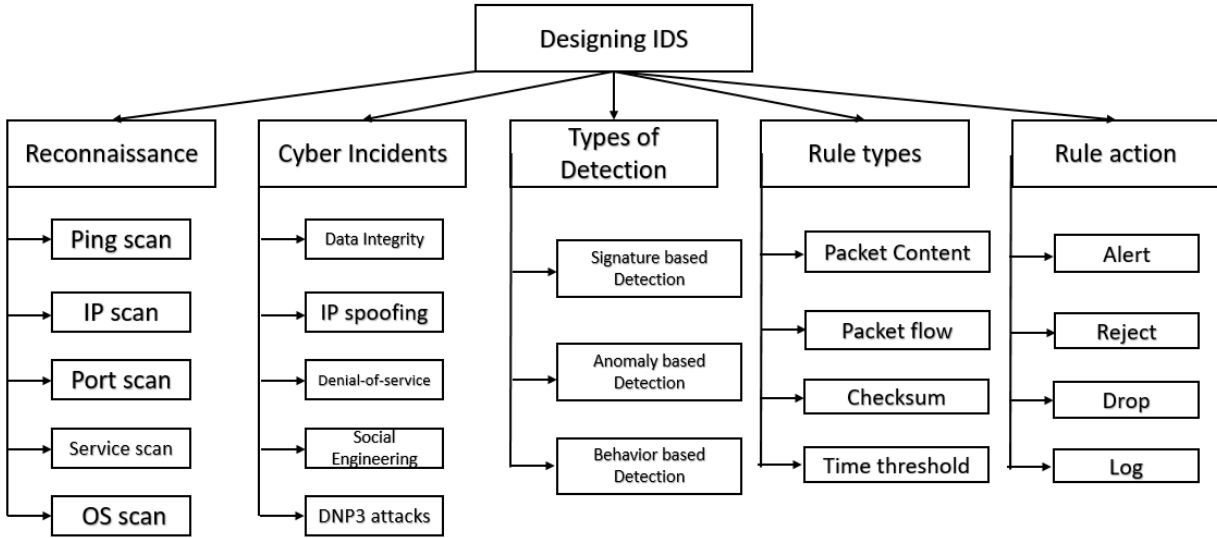 Designing IDS
Reconnaissance
Ping scan
IP scan
Port scan
Service scan
OS scan
Cyber Incidents
Data Integrity
IP spoofing
Denial-of-service
Social
Engineering
DNP3 attacks
Types of
Detection
Signature based
Detection
Anomaly based
Detection
Behavior based
Detection
Rule types
Packet Content
Packet flow
Checksum
Time threshold
Rule action
Alert
Reject
Drop
Log